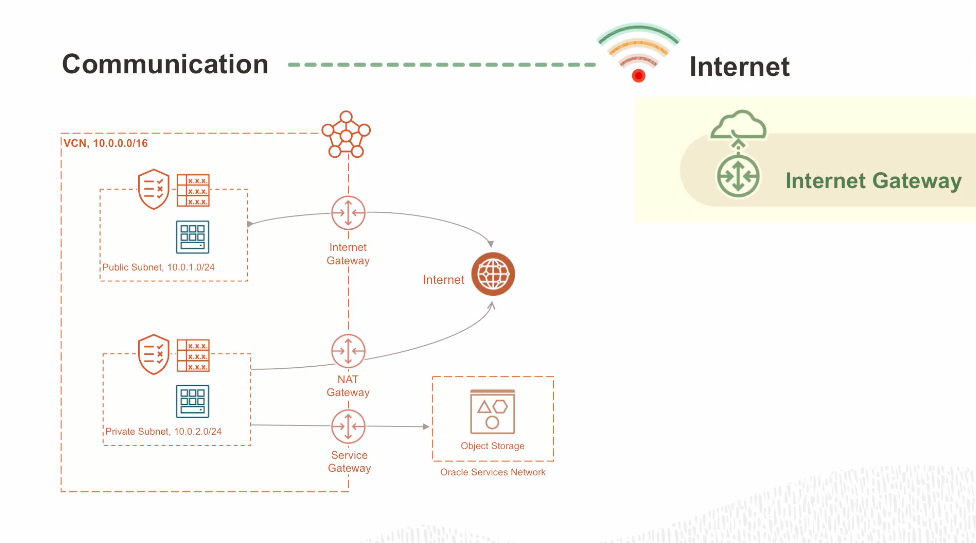 Communication
Internet
VCN, 10.0.0.0/16
Internet Gateway
x.x.x.
x.x.x.
x.x.x.
Public Subnet, 10.0.1.0/24
Internet
Gateway
Internet
x.x.x.
x.x.x.
x.x.x.
Private Subnet, 10.0.2.0/24
NAT
Gateway
Service
Gateway
Object Storage
Oracle Services Network